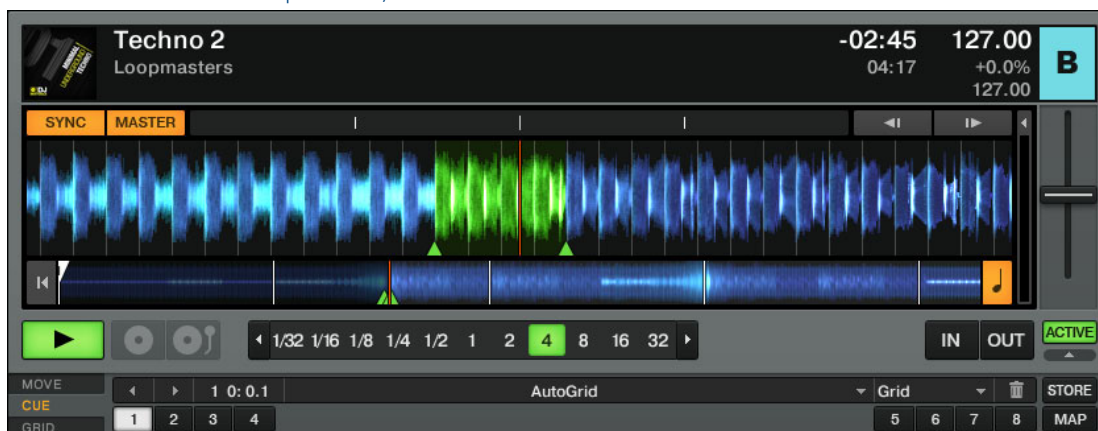 Techno 2
Loopmasters
-02:45 127.00
04:17 +0.0%
127.00
B
SYNC MASTER
1/32 1/16 1/8 1/4 1/2 1 2 4 8 16 32
IN OUT
ACTIVE
MOVE
CUE
GRID
1 0: 0.1 AutoGrid Grid
STORE
1 2 3 4 5 6 7 8 MAP